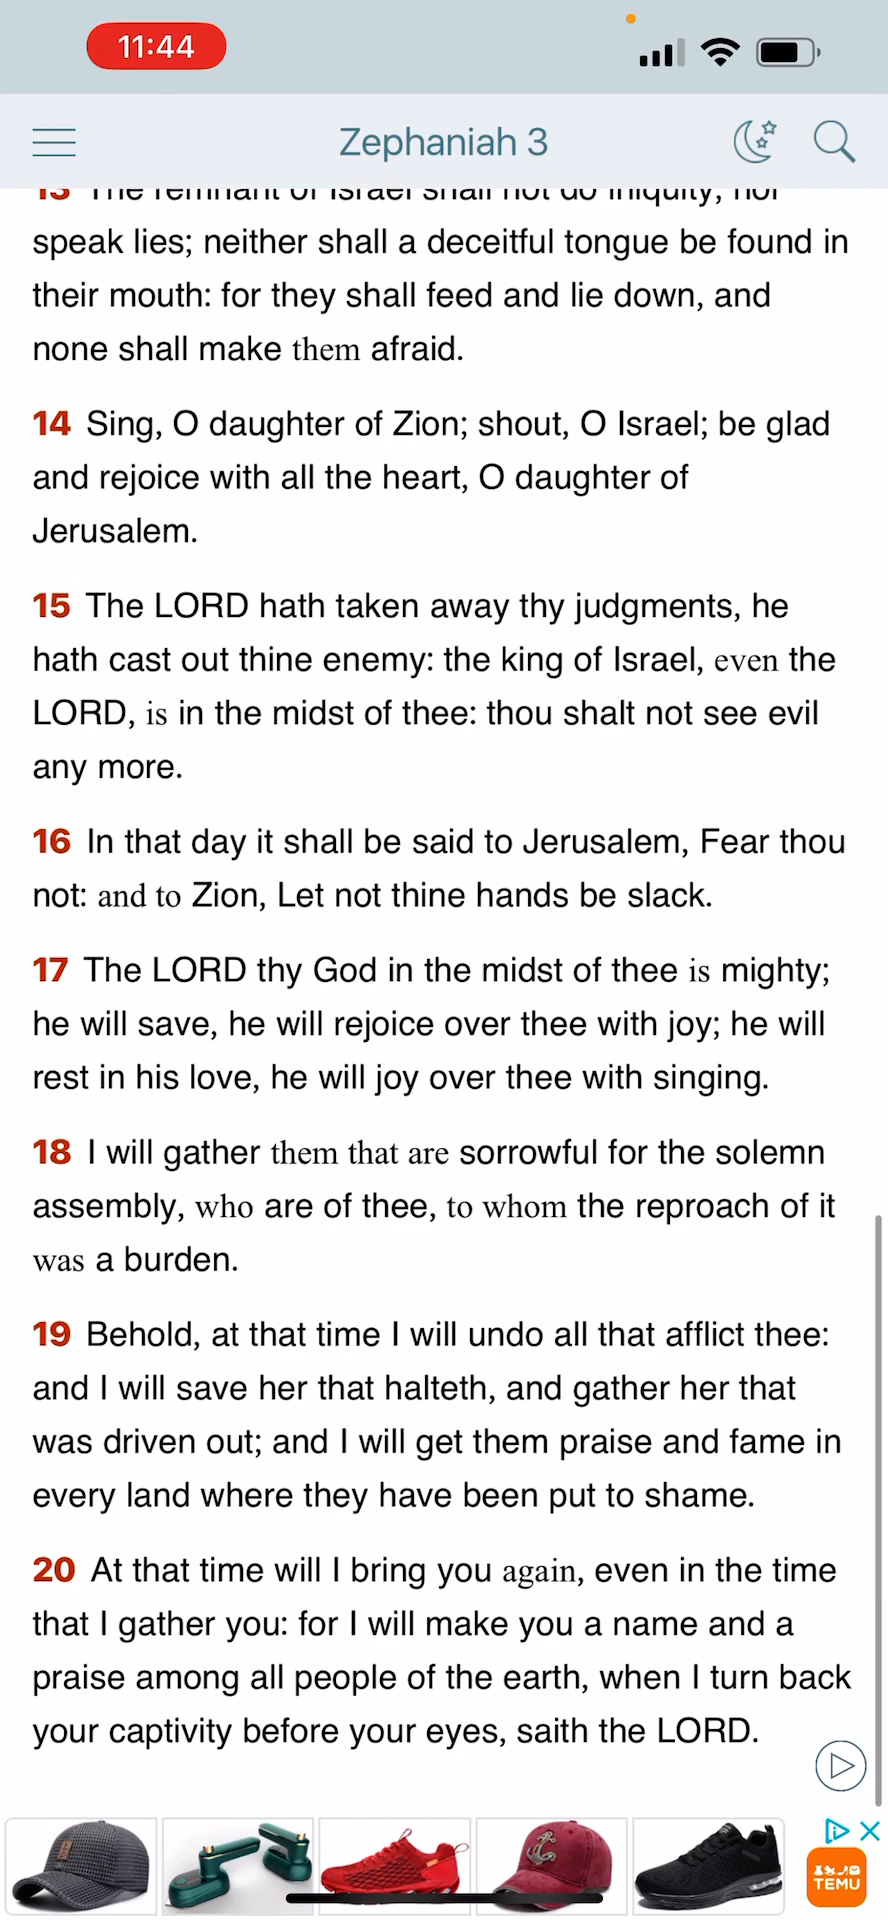 11:44
Zephaniah 3
13 The remnant of Israel shall not do iniquity, nor
speak lies; neither shall a deceitful tongue be found in
their mouth: for they shall feed and lie down, and
none shall make them afraid.
14 Sing, O daughter of Zion; shout, O Israel; be glad
and rejoice with all the heart, O daughter of
Jerusalem.
15 The LORD hath taken away thy judgments, he
hath cast out thine enemy: the king of Israel, even the
LORD, is in the midst of thee: thou shalt not see evil
any more.
16 In that day it shall be said to Jerusalem, Fear thou
not: and to Zion, Let not thine hands be slack.
17 The LORD thy God in the midst of thee is mighty;
he will save, he will rejoice over thee with joy; he will
rest in his love, he will joy over thee with singing.
18 I will gather them that are sorrowful for the solemn
assembly, who are of thee, to whom the reproach of it
was a burden.
19 Behold, at that time I will undo all that afflict thee:
and I will save her that halteth, and gather her that
was driven out; and I will get them praise and fame in
every land where they have been put to shame.
20 At that time will I bring you again, even in the time
that I gather you: for I will make you a name and a
praise among all people of the earth, when I turn back
your captivity before your eyes, saith the LORD.
TEMU